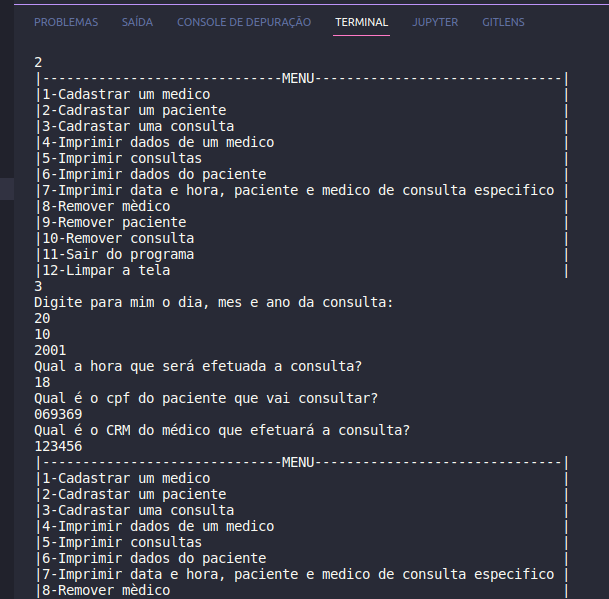 PROBLEMAS SAÍDA CONSOLE DE DEPURAÇÃO TERMINAL JUPYTER GITLENS
2
|------------------------------MENU-------------------------------|
|1-Cadastrar um medico |
|2-Cadrastar um paciente |
|3-Cadrastar uma consulta |
|4-Imprimir dados de um medico |
|5-Imprimir consultas |
|6-Imprimir dados do paciente |
|7-Imprimir data e hora, paciente e medico de consulta especifico |
|8-Remover mèdico |
|9-Remover paciente |
|10-Remover consulta |
|11-Sair do programa |
|12-Limpar a tela |
3
Digite para mim o dia, mes e ano da consulta:
20
10
2001
Qual a hora que será efetuada a consulta?
18
Qual é o cpf do paciente que vai consultar?
069369
Qual é o CRM do médico que efetuará a consulta?
123456
|------------------------------MENU-------------------------------|
|1-Cadastrar um medico |
|2-Cadrastar um paciente |
|3-Cadrastar uma consulta |
|4-Imprimir dados de um medico |
|5-Imprimir consultas |
|6-Imprimir dados do paciente |
|7-Imprimir data e hora, paciente e medico de consulta especifico |
|8-Remover mèdico |